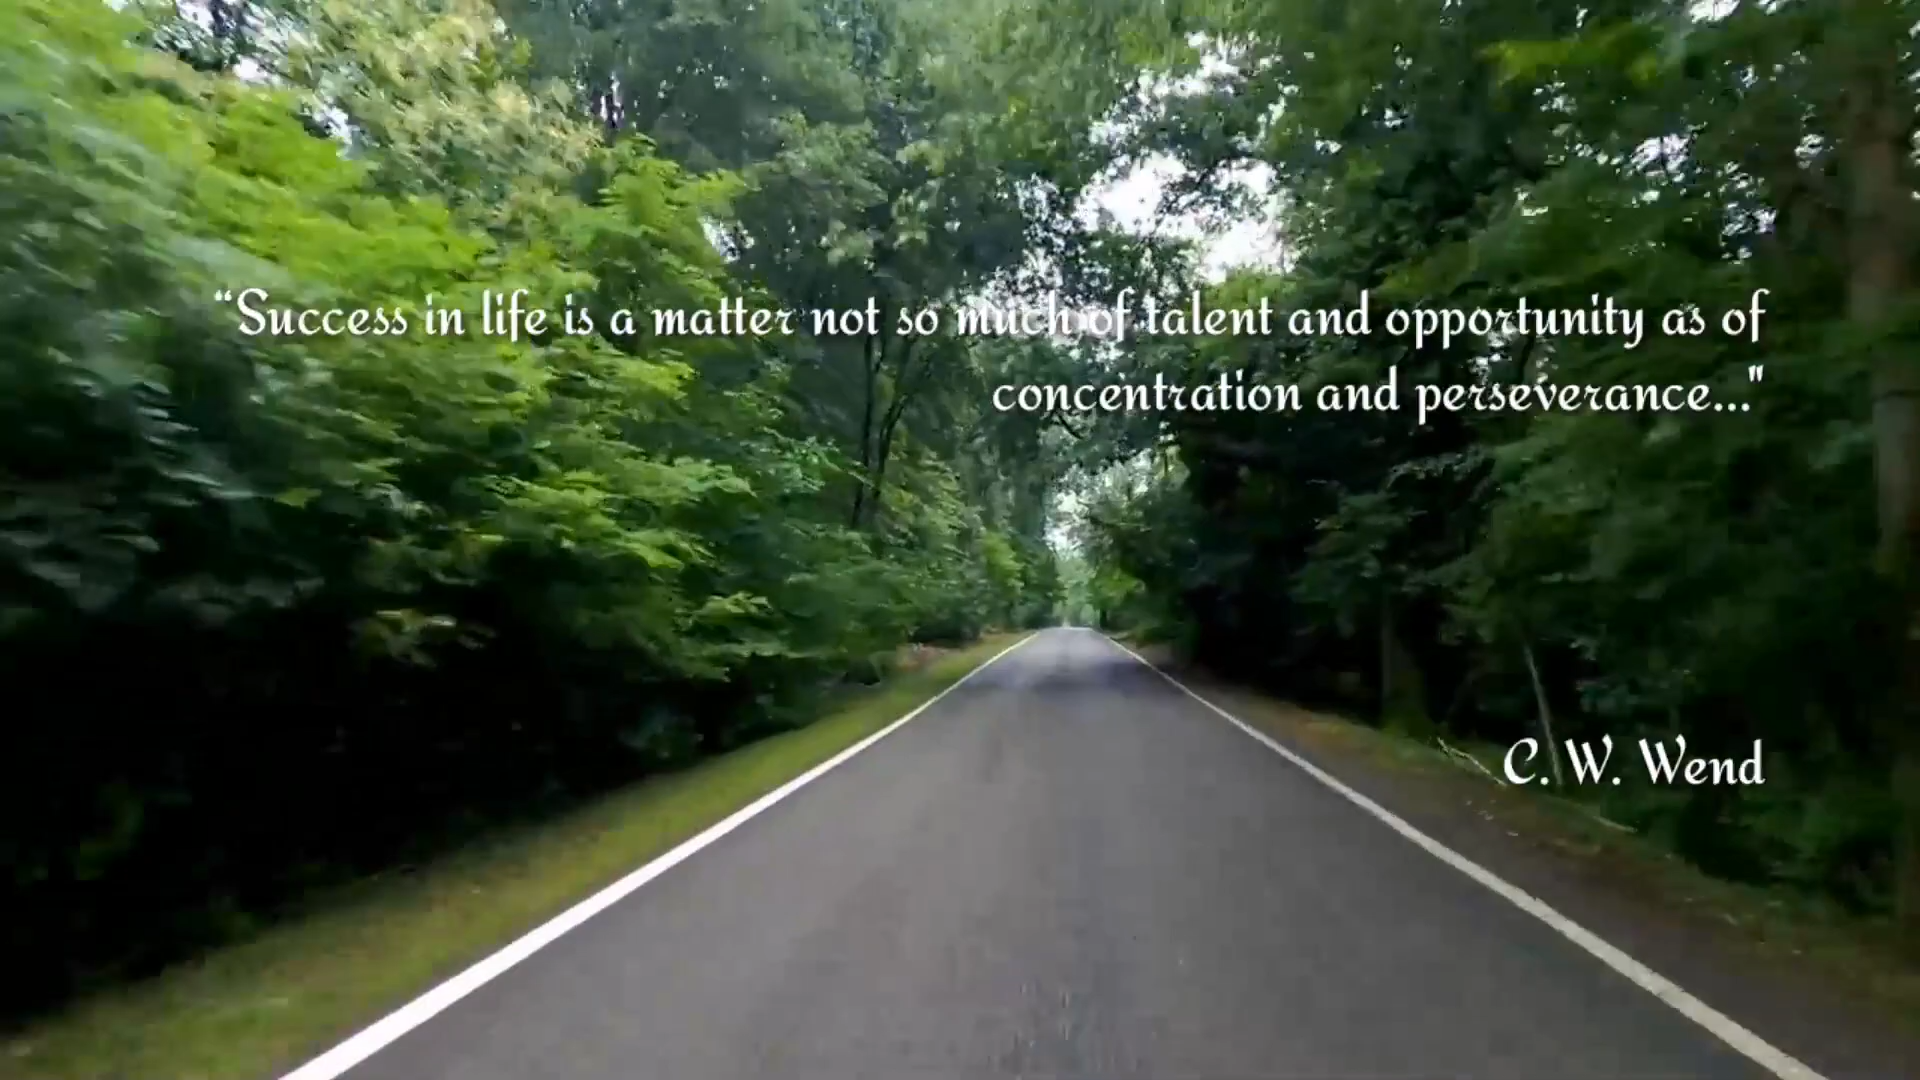 “Success in life is a matter not so much of talent and opportunity as of
concentration and perseverance..."
C. W. Wend